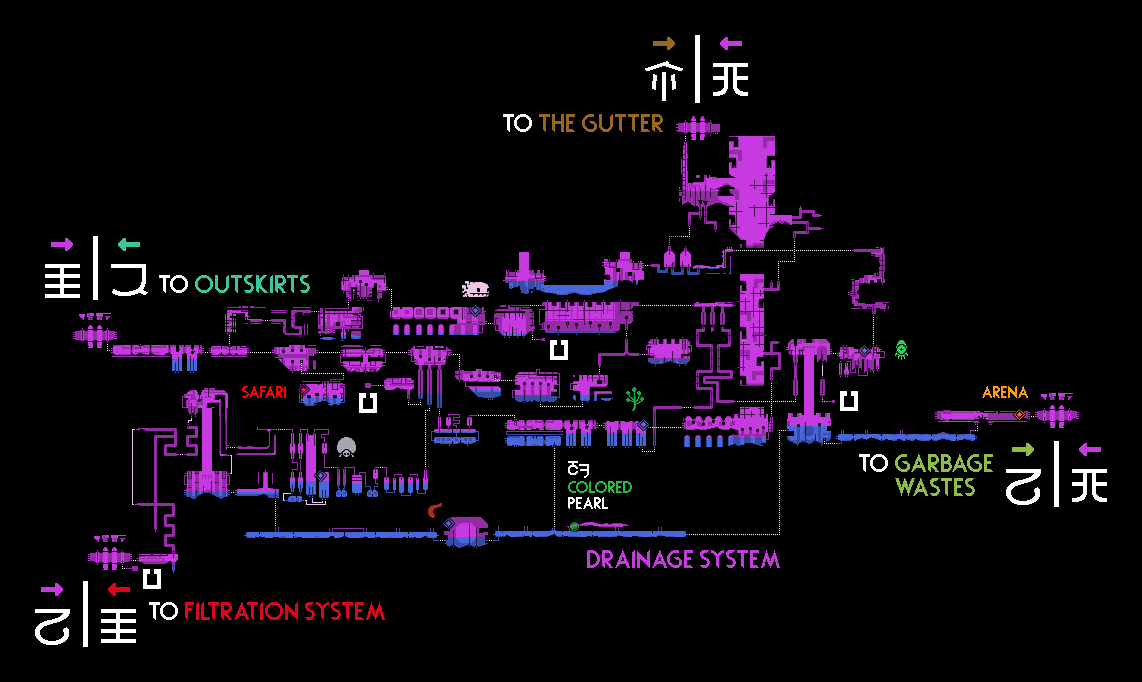 TO THE GUTTER
TO OUTSKIRTS
SAFARI
ARENA
TO GARBAGE
WASTES
COLORED
PEARL
DRAINAGE SYSTEM
TO FILTRATION SYSTEM